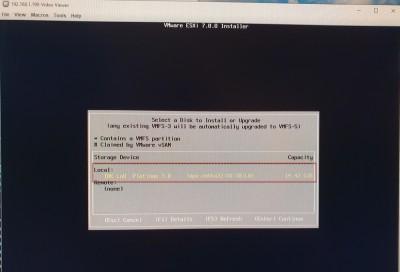 192.168.1.100-Video Viewer
File View Macros Tools Help
VMware ESXi 7.0.0 Installer
Select a Disk to Install or Upgrade
(any existing VMFS-3 will be automatically upgraded to VMFS-5)
* Contains a VMFS partition
# Claimed by VMware vSAN
Storage Device Capacity
Local:
Remote:
(none)
(Esc) Cancel (F1) Details (F5) Refresh (Enter) Continue